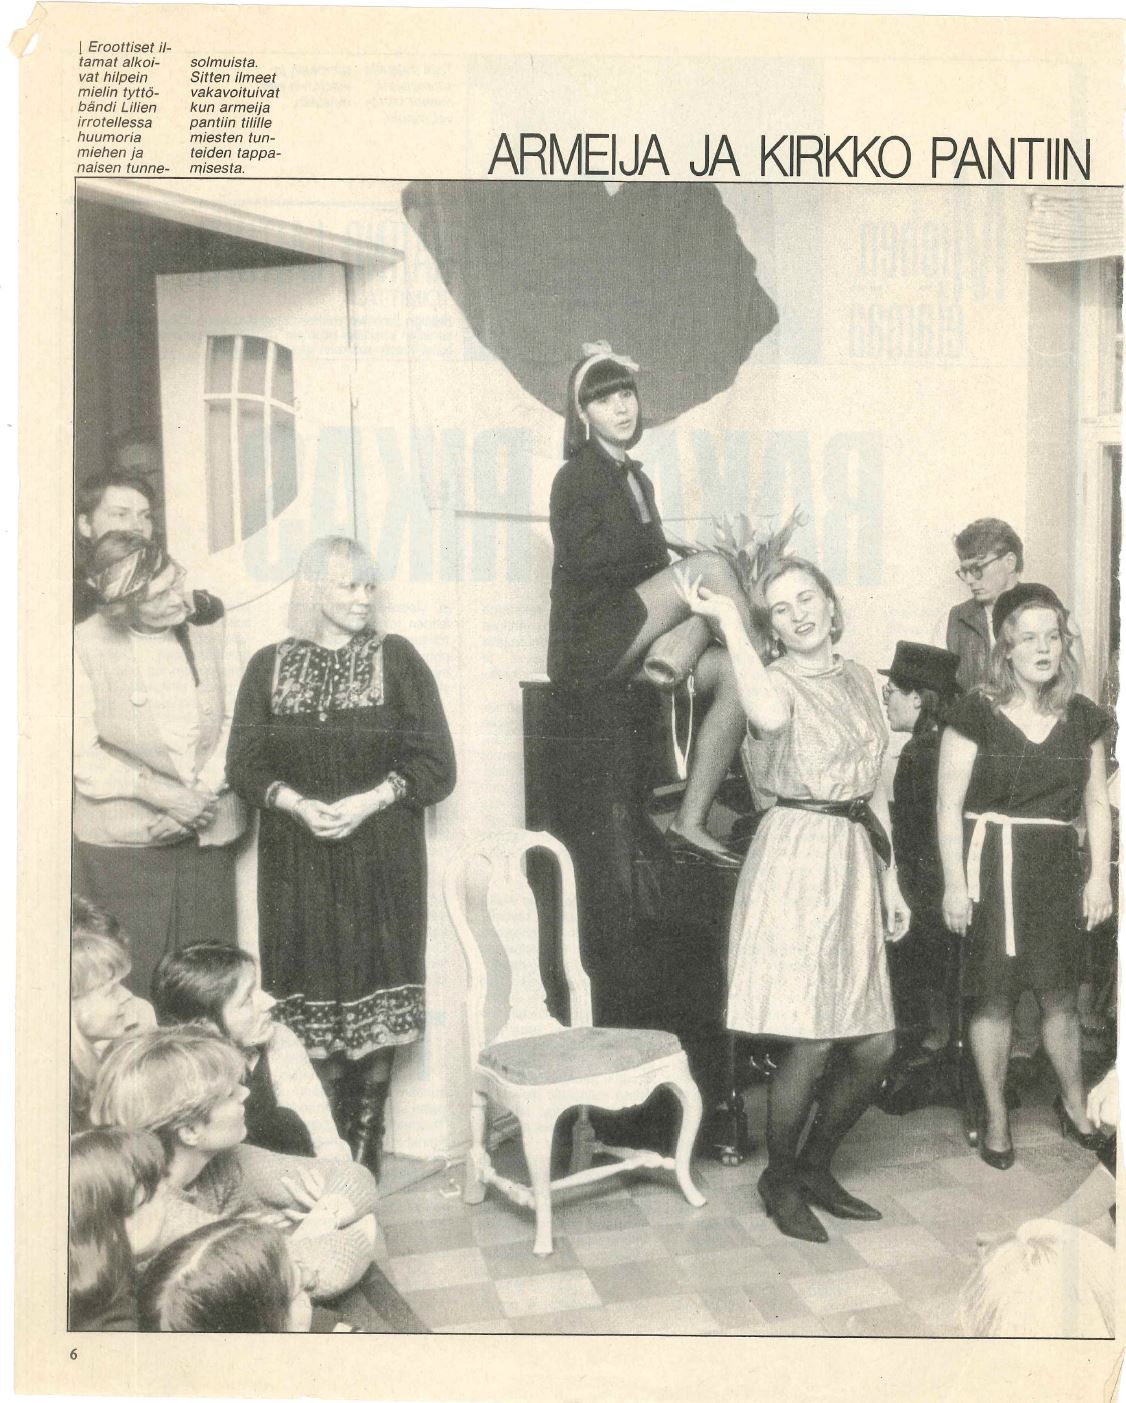 | Eroottiset il-
tamat alkoi-
vat hilpein
mielin tyttö-
bändi Lilien
irrotellessa
huumoria
miehen ja
naisen tunne-
solmuista.
Sitten ilmeet
vakavoituivat
kun armeija
pantiin tilille
miesten tun-
teiden tappa-
misesta.
ARMEIJA JA KIRKKO PANTIIN
6